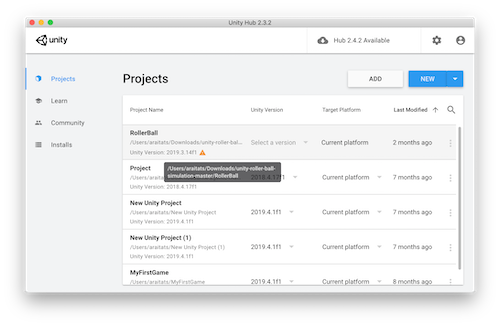 Unity Hub 2.3.2
unity
Hub 2.4.2 Available
Projects
Learn
Community
Installs
Projects
ADD
NEW
Project Name
Unity Version
Target Platform
Last Modified
RollerBall
/Users/araitats/Downloads/unity-roller-ball...
Unity Version: 2019.3.14f1
Select a version
Current platform
2 months ago
/Users/araitats/Downloads/unity-roller-ball-
simulation-master/RollerBall
Project
/Users/araitats/
Unity Version: 2018.4.17f1
2018.4.17f1
Current platform
7 months ago
New Unity Project
/Users/araitats/New Unity Project
Unity Version: 2019.4.1f1
2019.4.1f1
Current platform
7 months ago
New Unity Project (1)
/Users/araitats/New Unity Project (1)
Unity Version: 2019.4.1f1
2019.4.1f1
Current platform
7 months ago
MyFirstGame
/Users/araitats/MyFirstGame
2019.4.1f1
Current platform
8 months ago